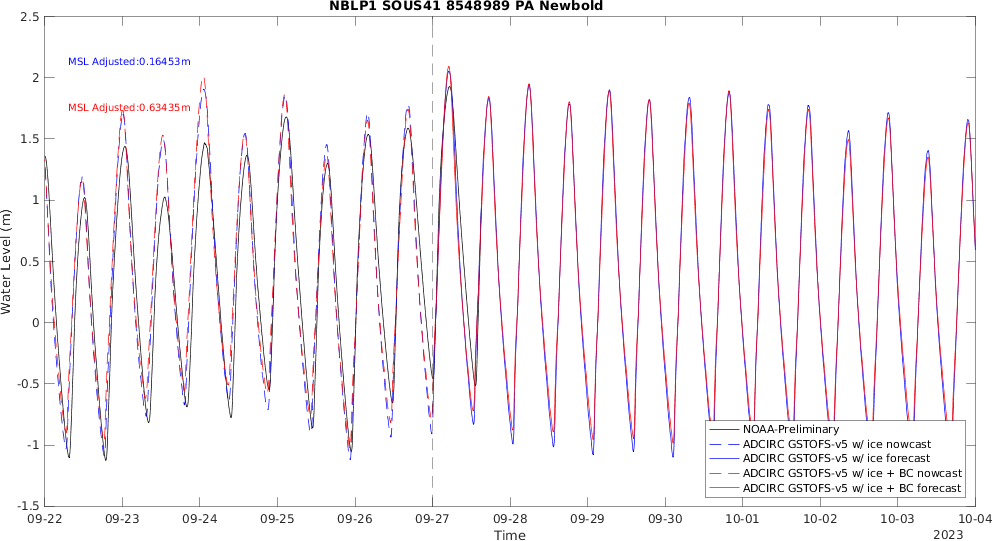 NBLP1 SOUS41 8548989 PA Newbold
2.5
2
1.5
1
0.5
0
-0.5
-1
-1.5
Water Level (m)
MSL Adjusted:0.16453m
MSL Adjusted:0.63435m
NOAA-Preliminary
ADCIRC GSTOFS-v5 w/ ice nowcast
ADCIRC GSTOFS-v5 w/ ice forecast
ADCIRC GSTOFS-v5 w/ ice + BC nowcast
ADCIRC GSTOFS-v5 w/ ice + BC forecast
09-22 09-23 09-24 09-25 09-26 09-27 09-28 09-29 09-30 10-01 10-02 10-03 10-04
Time
2023